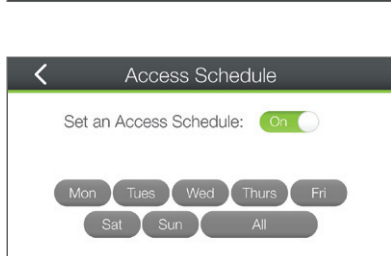 Access Schedule
Set an Access Schedule: On
Mon Tues Wed Thurs Fri
Sat Sun All